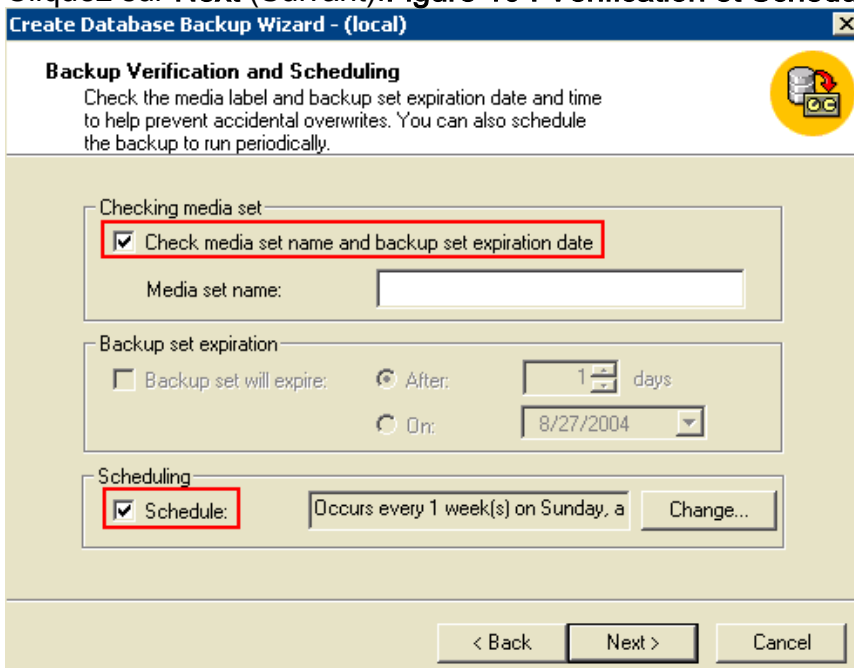 Create Database Backup Wizard - (local)
Backup Verification and Scheduling
Check the media label and backup set expiration date and time
to help prevent accidental overwrites. You can also schedule
the backup to run periodically.
Checking media set
Check media set name and backup set expiration date
Media set name:
Backup set expiration
Backup set will expire:
After:
1
days
On:
8/27/2004
Scheduling
Schedule:
Occurs every 1 week(s) on Sunday, a
Change...
< Back
Next >
Cancel